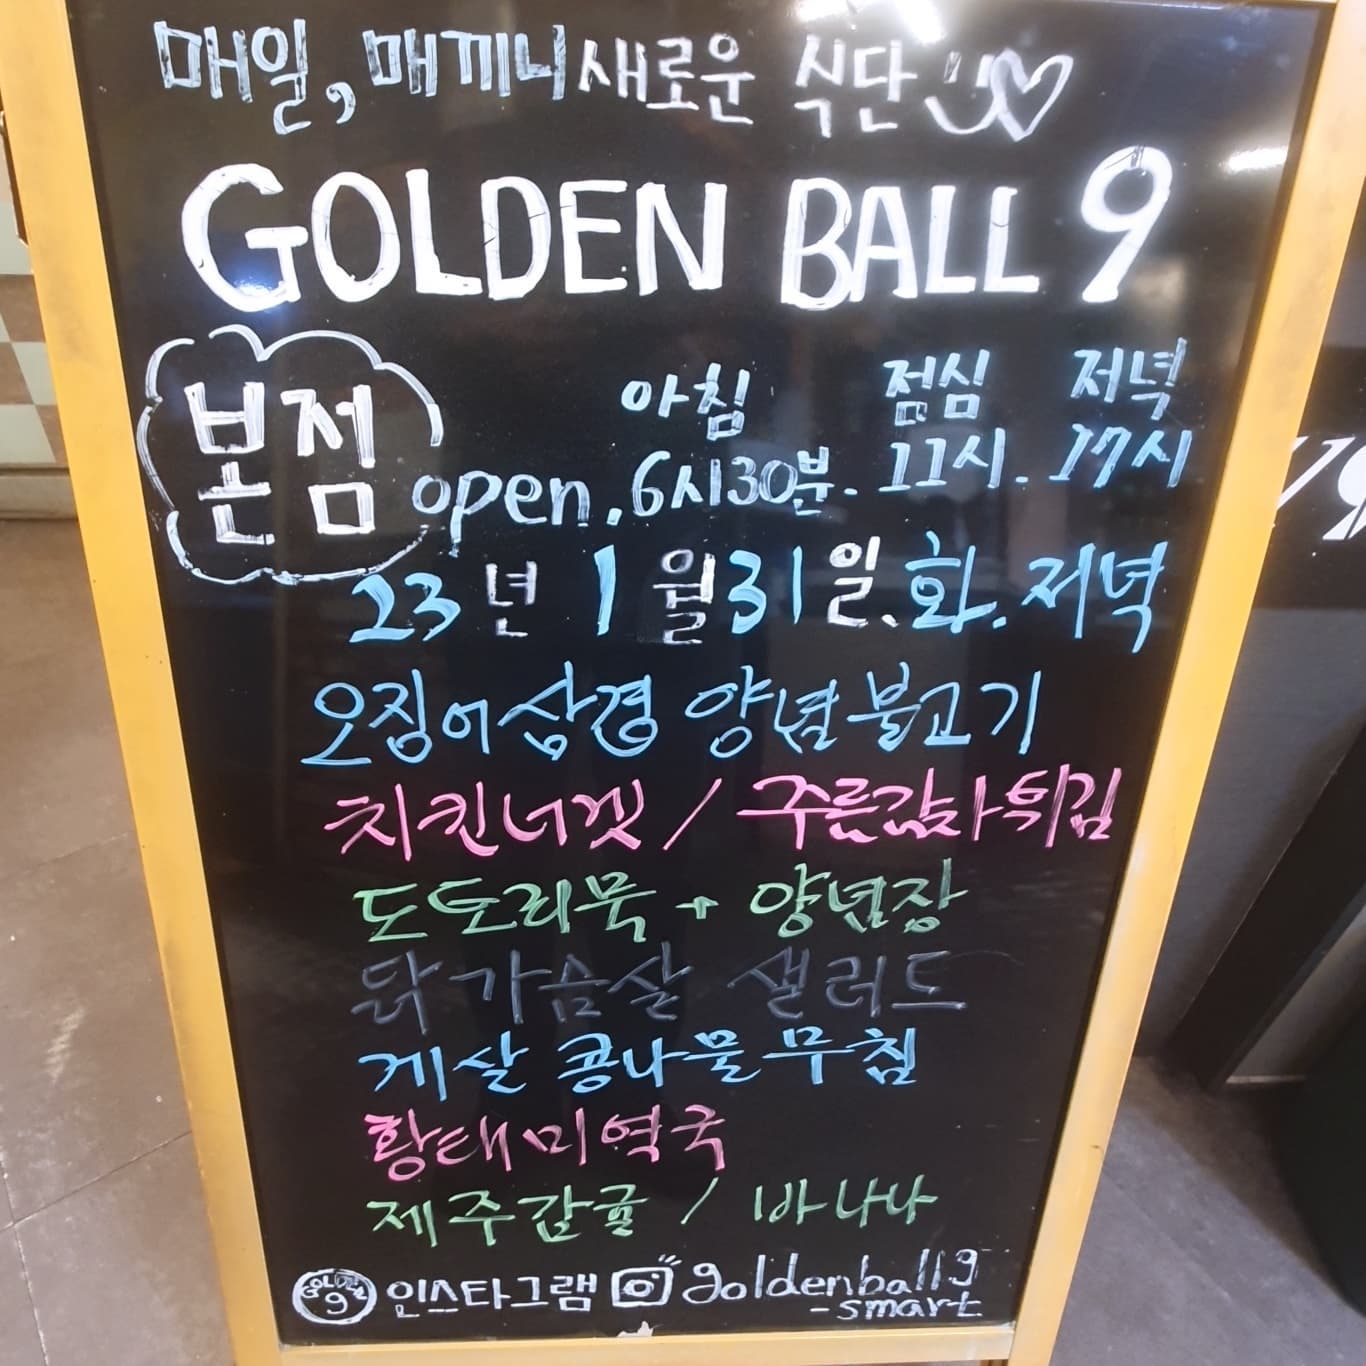 매일, 매끼니 새로운 식단
GOLDEN BALL 9
본점
아침 점심 저녁
open. 6시30분. 11시. 17시
23년 1월 31일. 화. 저녁
오징어삼겹 양념불고기
치킨너겟 / 주름감자튀김
도토리묵 + 양념장
닭가슴살 샐러드
게살 콩나물무침
황태미역국
제주감귤 / 바나나
GOLDEN 9 인스타그램 goldenball9
-smart